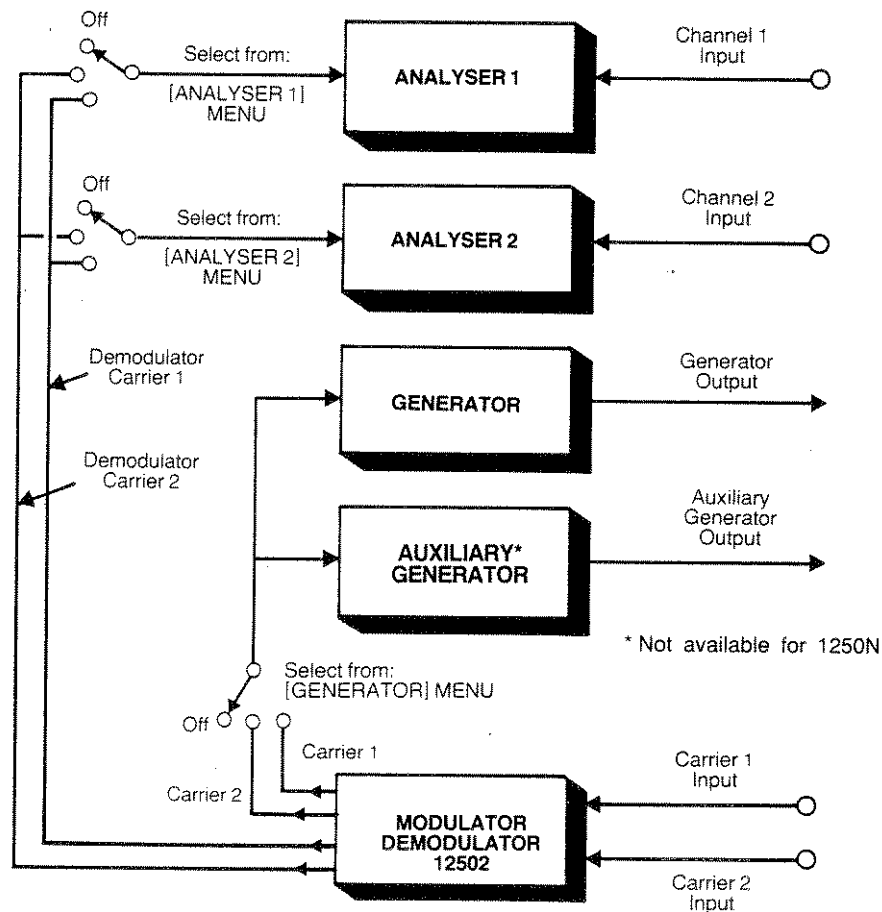 Off
Select from:
[ANALYSER 1]
MENU
ANALYSER 1
Channel 1
Input
Off
Select from:
[ANALYSER 2]
MENU
ANALYSER 2
Channel 2
Input
Demodulator
Carrier 1
GENERATOR
Generator
Output
Demodulator
Carrier 2
AUXILIARY*
GENERATOR
Auxiliary
Generator
Output
* Not available for 1250N
Select from:
[GENERATOR] MENU
Off
Carrier 1
Carrier 2
MODULATOR
DEMODULATOR
12502
Carrier 1
Input
Carrier 2
Input